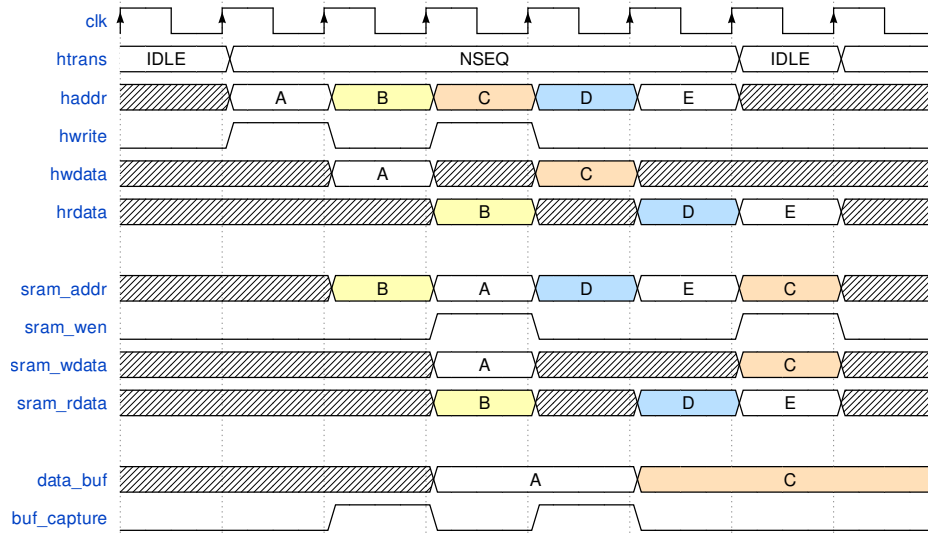 clk
htrans IDLE NSEQ IDLE
haddr A B C D E
hwrite
hwdata A C
hrdata B D E
sram_addr B A D E C
sram_wen
sram_wdata A C
sram_rdata B D E
data_buf A C
buf_capture